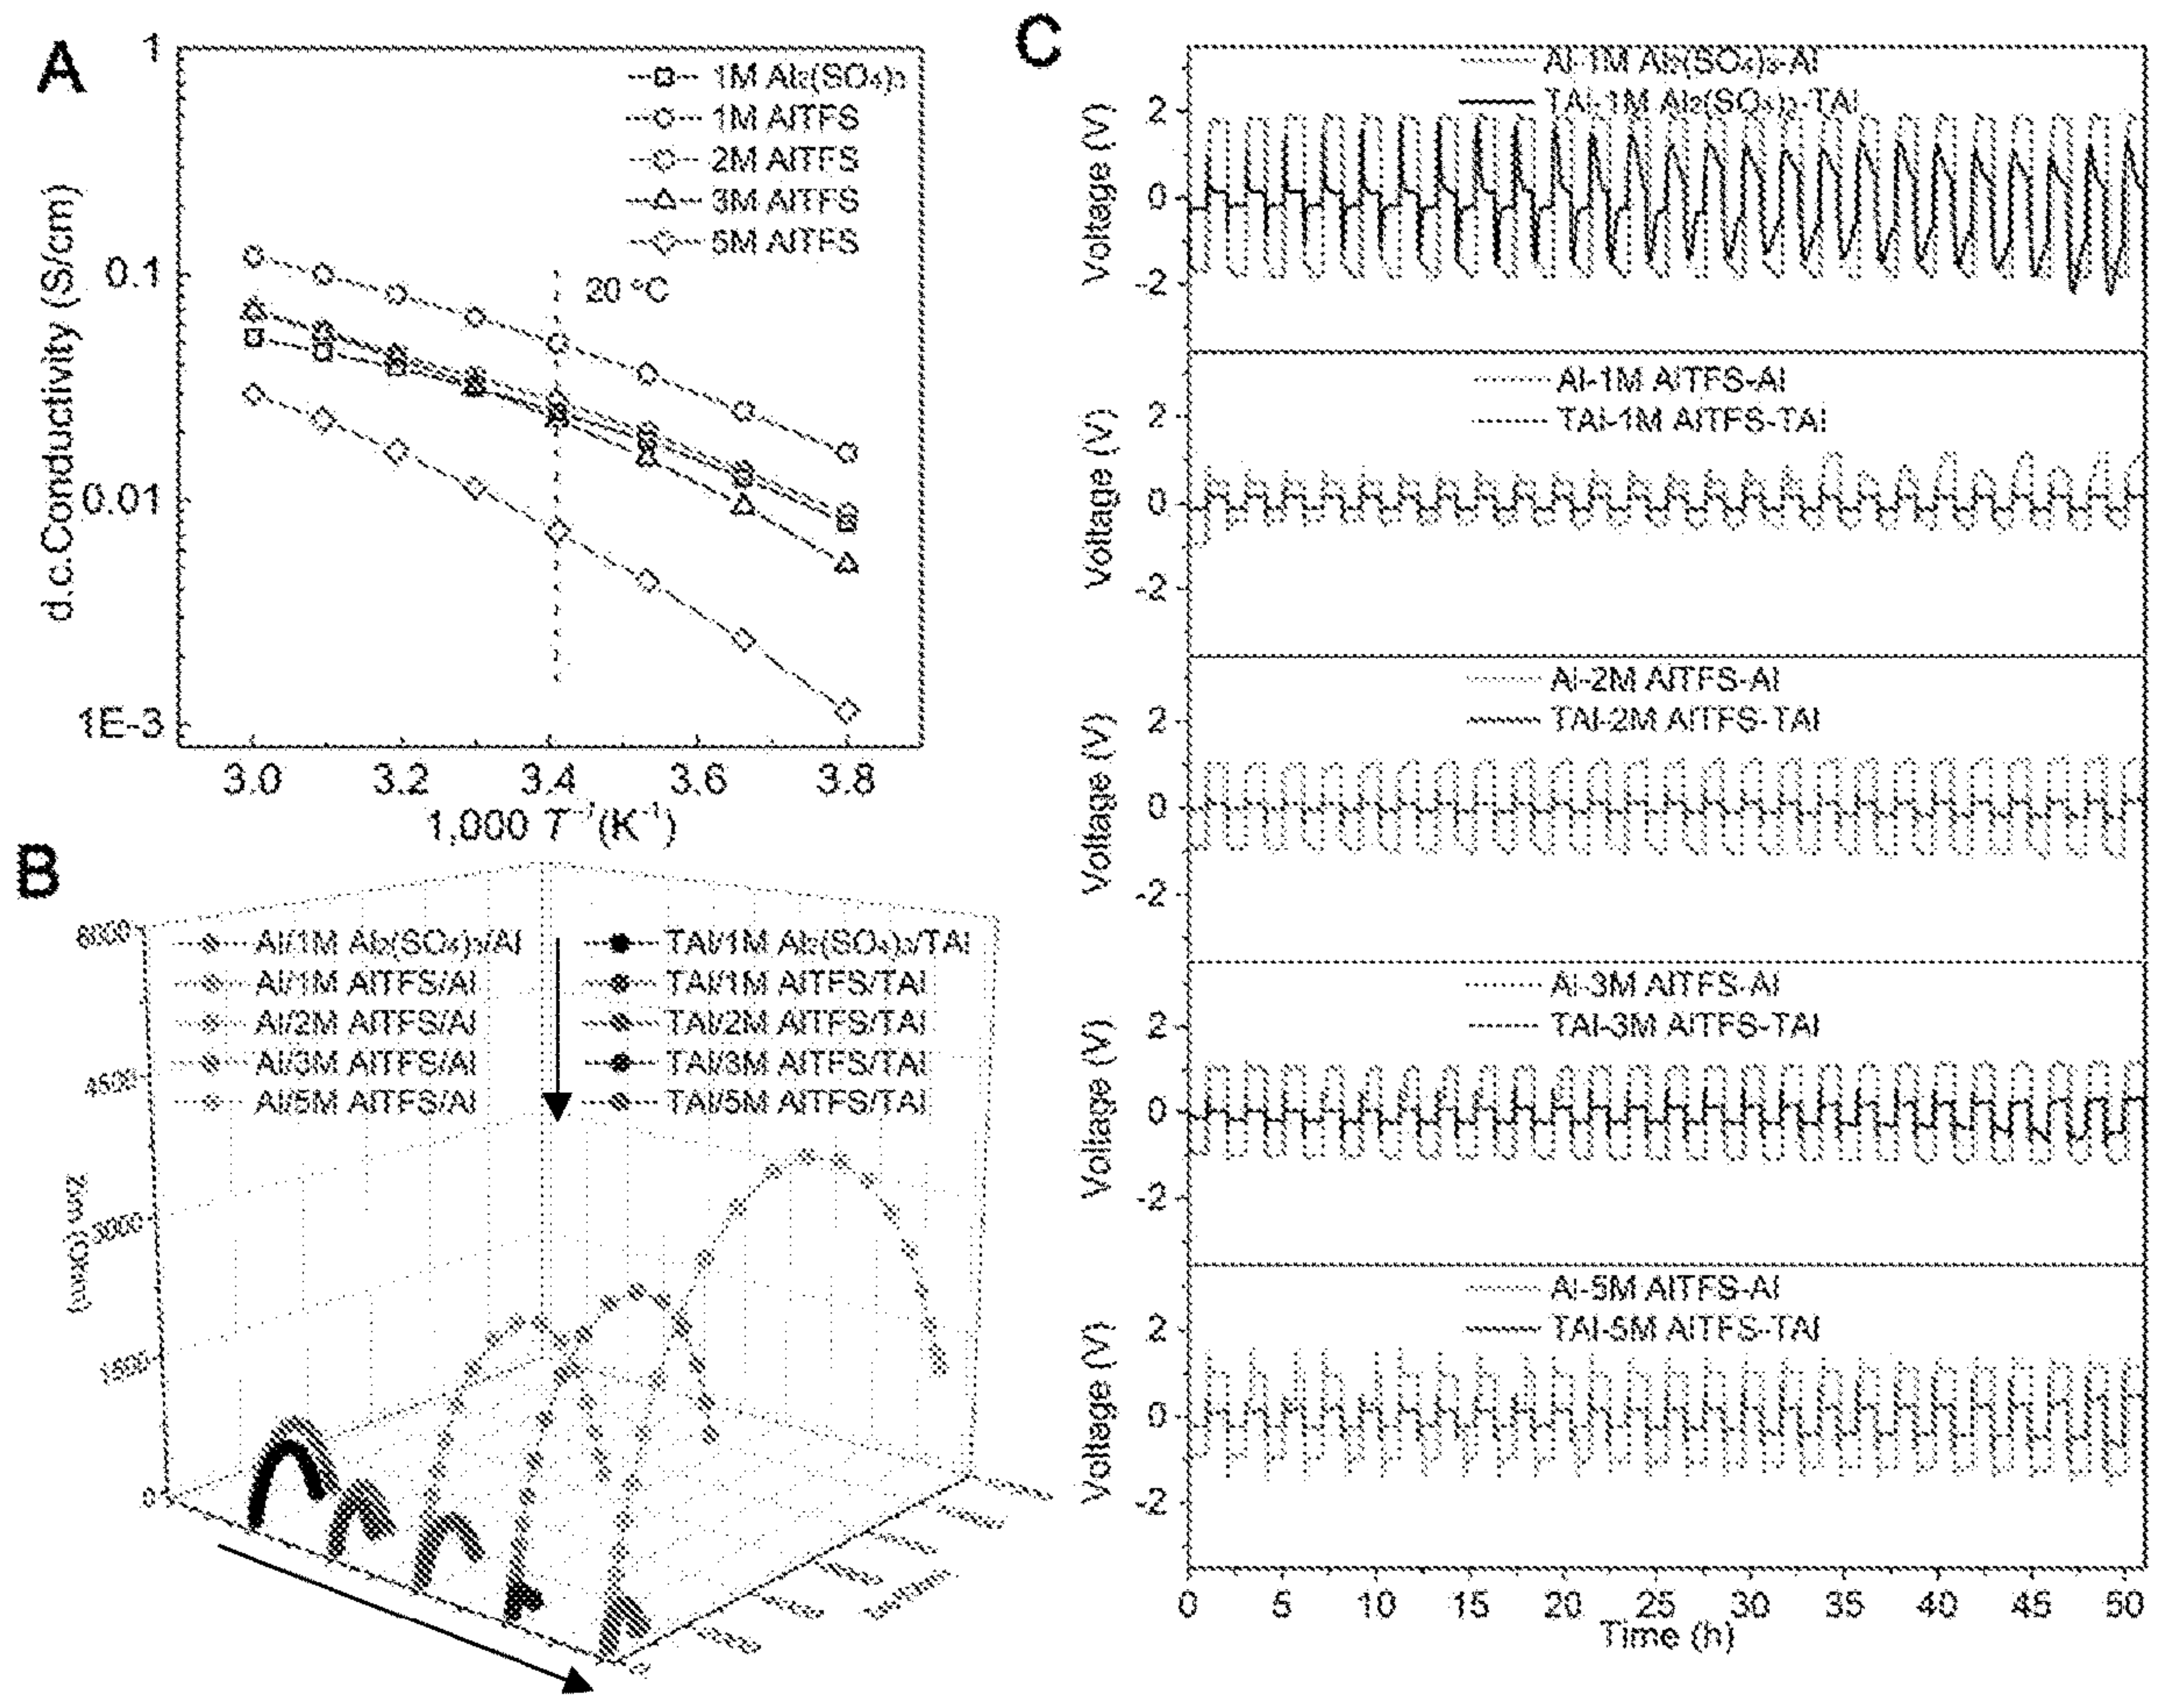 A
1
0.1
0.01
1E-3
d.c.Conductivity (S/cm)
1M Al₂(SO₄)₃
1M AlTFS
2M AlTFS
3M AlTFS
5M AlTFS
20 °C
3.0 3.2 3.4 3.6 3.8
1,000 T⁻¹(K⁻¹)
B
6000
4500
3000
1500
0
Zim (Ohm)
Al/1M Al₂(SO₄)₃/Al
Al/1M AlTFS/Al
Al/2M AlTFS/Al
Al/3M AlTFS/Al
Al/5M AlTFS/Al
TAl/1M Al₂(SO₄)₃/TAl
TAl/1M AlTFS/TAl
TAl/2M AlTFS/TAl
TAl/3M AlTFS/TAl
TAl/5M AlTFS/TAl
C
Al-1M Al₂(SO₄)₃-Al
TAl-1M Al₂(SO₄)₃-TAl
2
0
-2
Voltage (V)
Al-1M AlTFS-Al
TAl-1M AlTFS-TAl
2
0
-2
Voltage (V)
Al-2M AlTFS-Al
TAl-2M AlTFS-TAl
2
0
-2
Voltage (V)
Al-3M AlTFS-Al
TAl-3M AlTFS-TAl
2
0
-2
Voltage (V)
Al-5M AlTFS-Al
TAl-5M AlTFS-TAl
2
0
-2
Voltage (V)
0 5 10 15 20 25 30 35 40 45 50
Time (h)